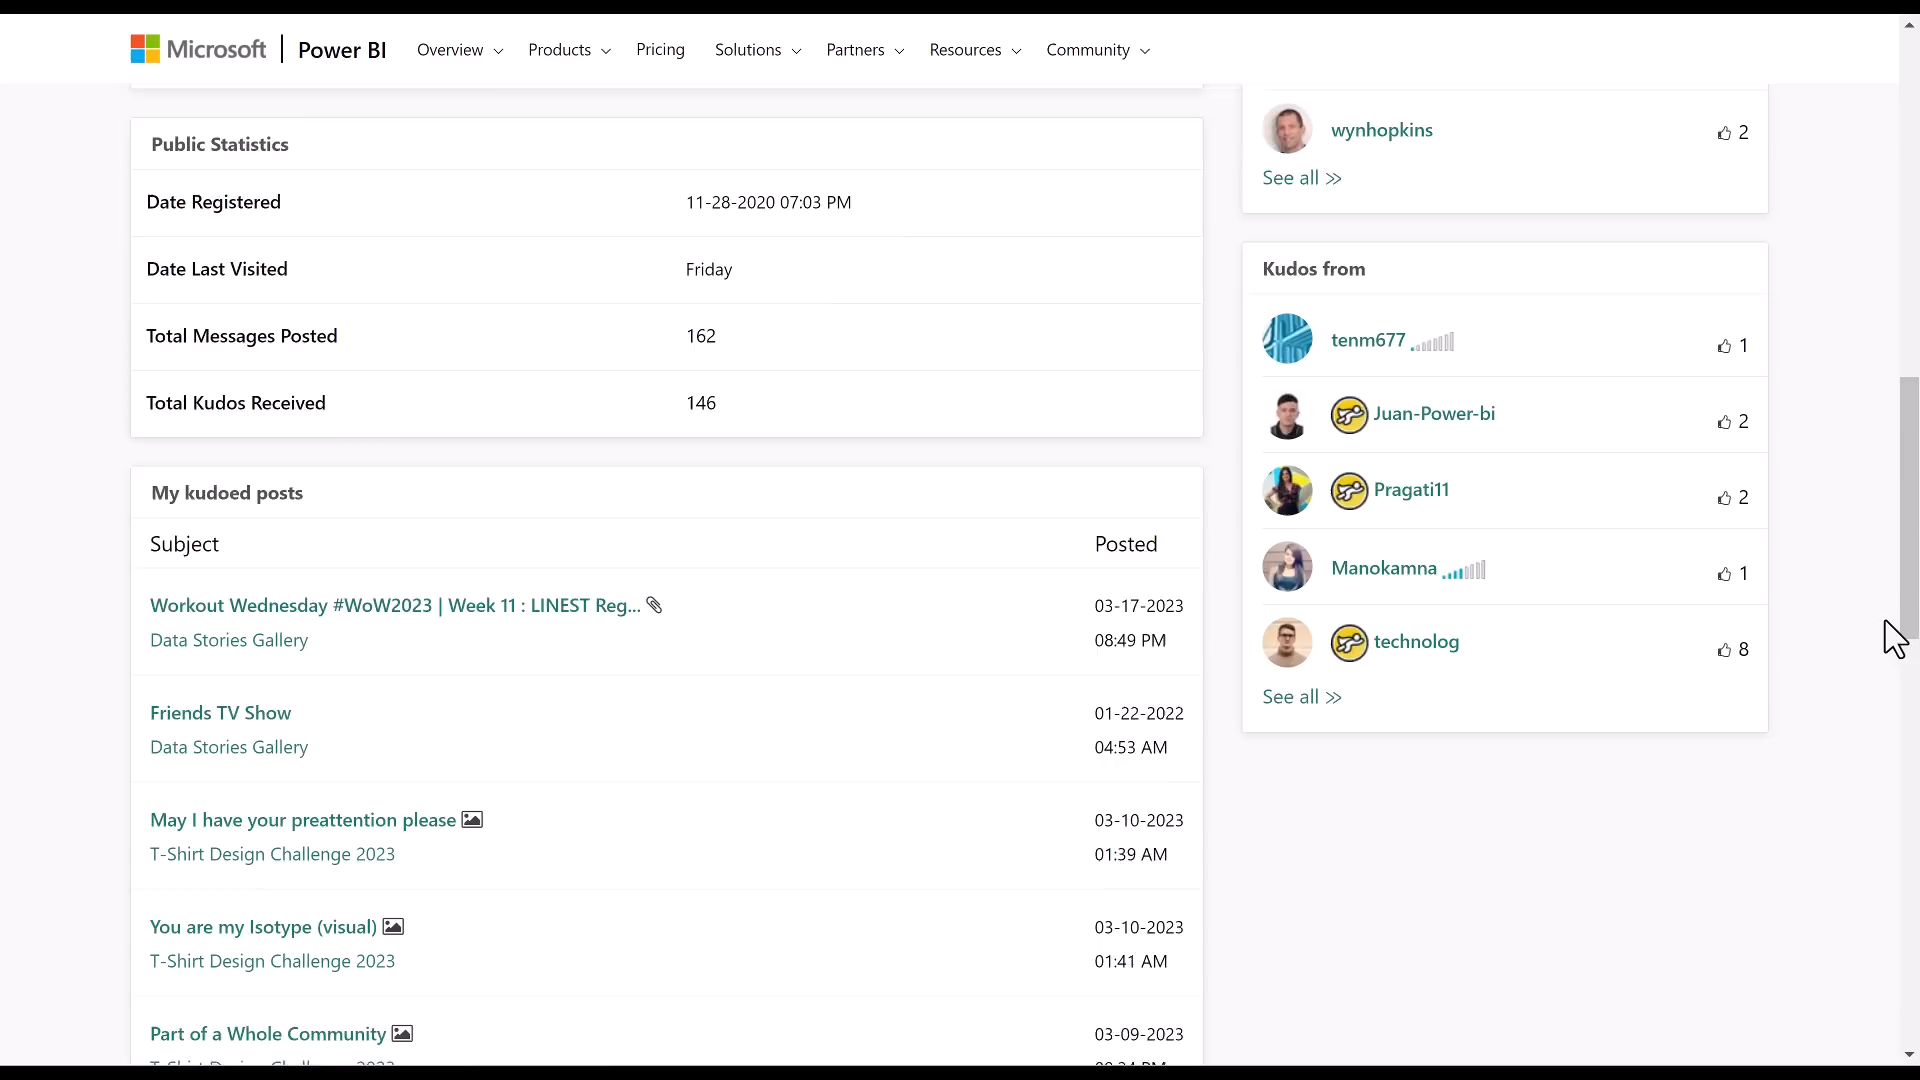 Microsoft | Power BI Overview Products Pricing Solutions Partners Resources Community
Public Statistics
Date Registered 11-28-2020 07:03 PM
Date Last Visited Friday
Total Messages Posted 162
Total Kudos Received 146
My kudoed posts
Subject Posted
Workout Wednesday #WoW2023 | Week 11 : LINEST Reg... 03-17-2023
Data Stories Gallery 08:49 PM
Friends TV Show 01-22-2022
Data Stories Gallery 04:53 AM
May I have your preattention please 03-10-2023
T-Shirt Design Challenge 2023 01:39 AM
You are my Isotype (visual) 03-10-2023
T-Shirt Design Challenge 2023 01:41 AM
Part of a Whole Community 03-09-2023
wynhopkins 2
See all
Kudos from
tenm677 1
Juan-Power-bi 2
Pragati11 2
Manokamna 1
technolog 8
See all